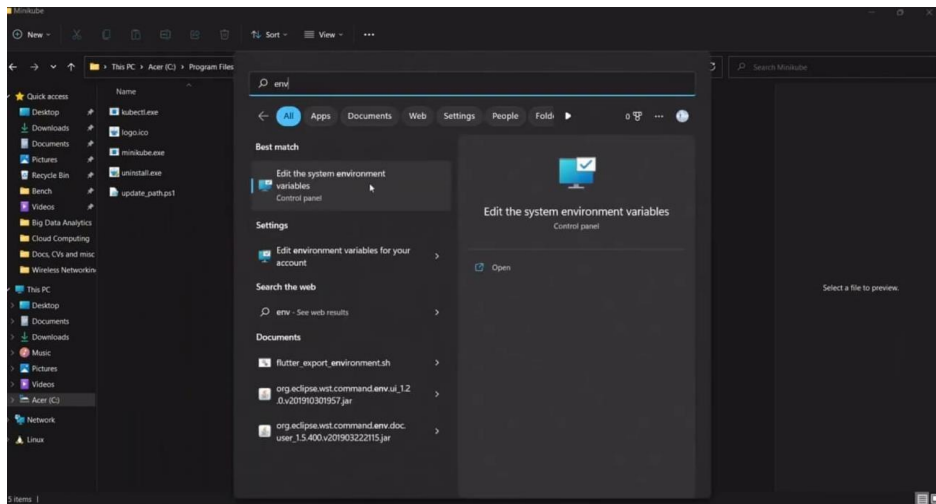 Minikube
New
Sort
View
This PC > Acer (C:) > Program Files
Search Minikube
Quick access
Desktop
Downloads
Documents
Pictures
Recycle Bin
Bench
Videos
Big Data Analytics
Cloud Computing
Docs, CVs and misc
Wireless Networkin
This PC
Desktop
Documents
Downloads
Music
Pictures
Videos
Acer (C:)
Network
Linux
5 items
Name
kubectl.exe
logo.ico
minikube.exe
uninstall.exe
update_path.ps1
env
All Apps Documents Web Settings People Fold
0
Best match
Edit the system environment
variables
Control panel
Settings
Edit environment variables for your
account
Search the web
env - See web results
Documents
flutter_export_environment.sh
org.eclipse.wst.command.env.ui_1.2
.0.v201910301957.jar
org.eclipse.wst.command.env.doc.
user_1.5.400.v201903222115.jar
Edit the system environment variables
Control panel
Open
Select a file to preview.